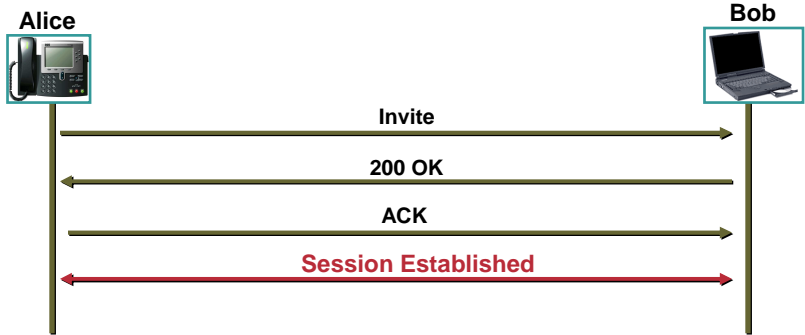 Alice
Bob
Invite
200 OK
ACK
Session Established